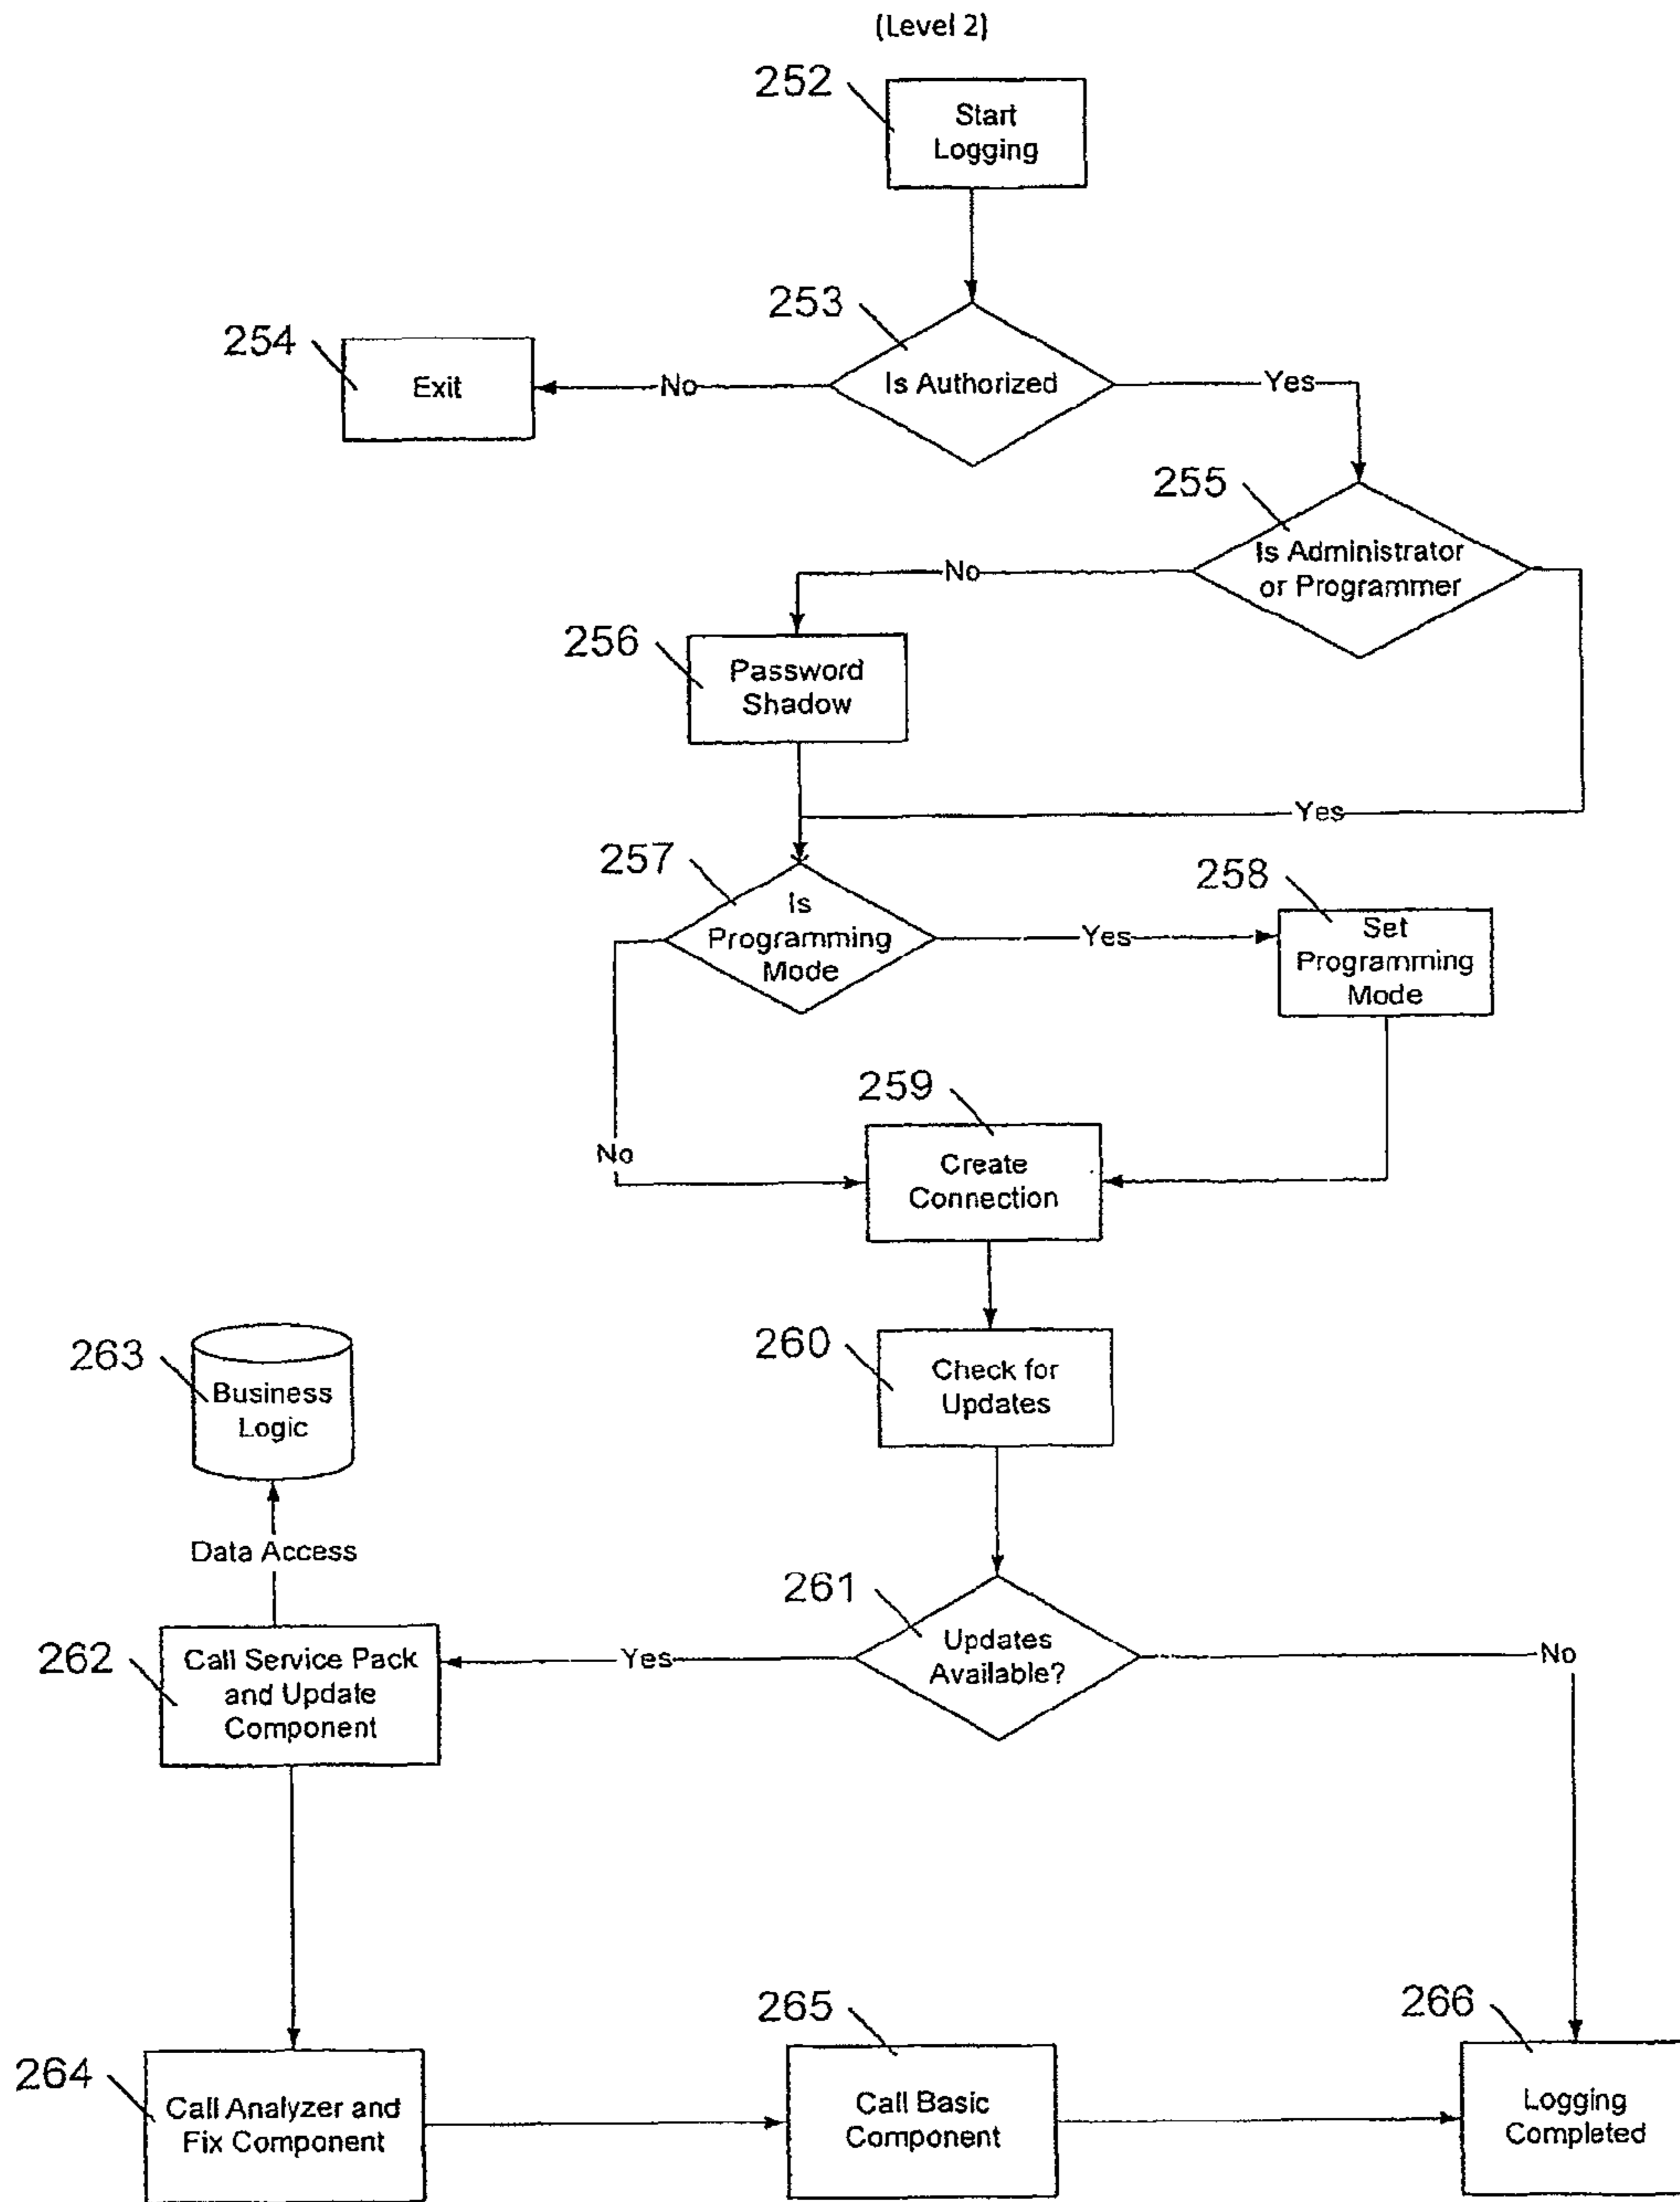 (Level 2)
252
Start
Logging
253
254
Exit
No
Is Authorized
Yes
255
Is Administrator
or Programmer
No
256
Password
Shadow
Yes
257
Is
Programming
Mode
Yes
258
Set
Programming
Mode
259
No
Create
Connection
260
Check for
Updates
263
Business
Logic
Data Access
261
Updates
Available?
Yes
No
262
Call Service Pack
and Update
Component
264
Call Analyzer and
Fix Component
265
Call Basic
Component
266
Logging
Completed